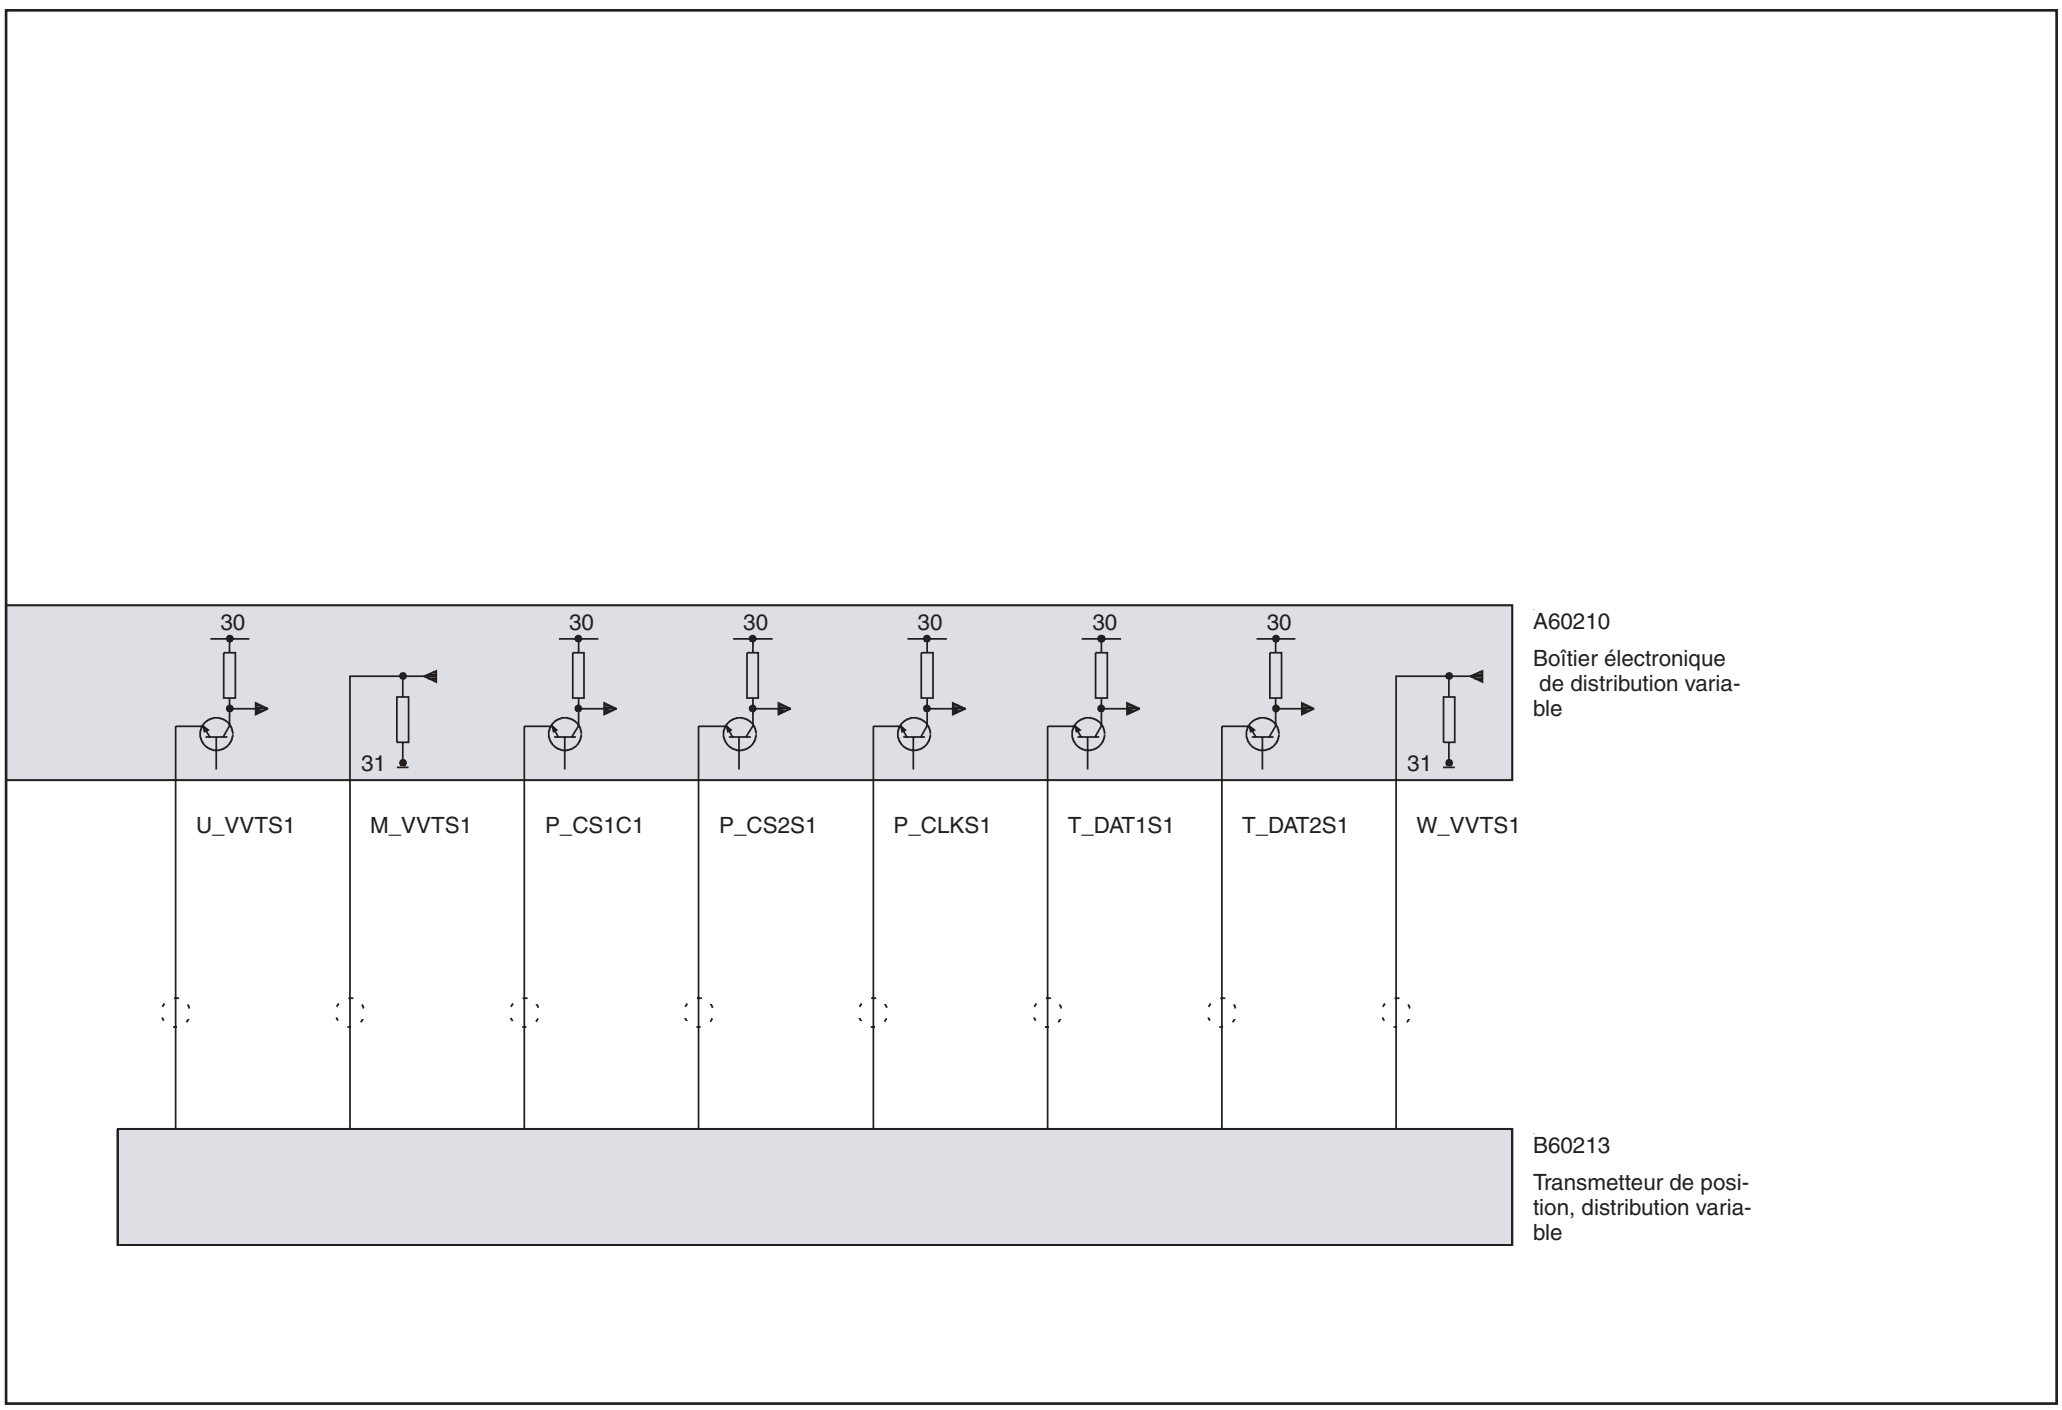 30 30 30 30 30 30
31 31
A60210
Boîtier électronique
de distribution varia-
ble
U_VVTS1 M_VVTS1 P_CS1C1 P_CS2S1 P_CLKS1 T_DAT1S1 T_DAT2S1 W_VVTS1
B60213
Transmetteur de posi-
tion, distribution varia-
ble